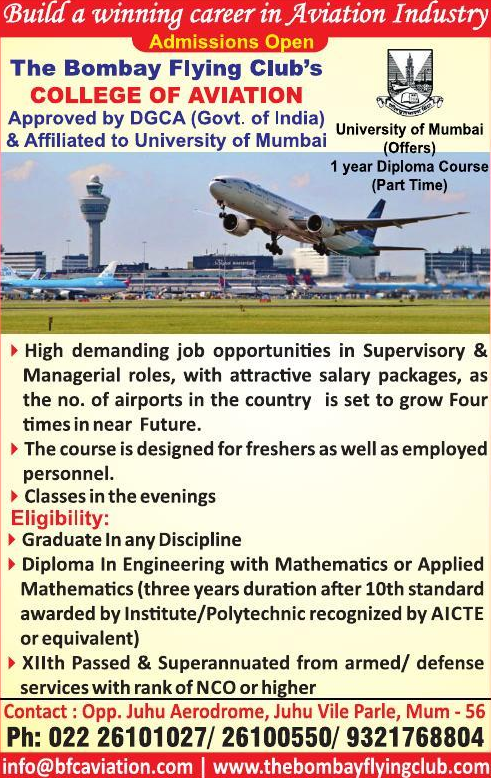 Build a winning career in Aviation Industry
Admissions Open
The Bombay Flying Club's
COLLEGE OF AVIATION
Approved by DGCA (Govt. of India)
& Affiliated to University of Mumbai
University of Mumbai
(Offers)
1 year Diploma Course
(Part Time)
High demanding job opportunities in Supervisory &
Managerial roles, with attractive salary packages, as
the no. of airports in the country is set to grow Four
times in near Future.
The course is designed for freshers as well as employed
personnel.
Classes in the evenings
Eligibility:
Graduate In any Discipline
Diploma In Engineering with Mathematics or Applied
Mathematics (three years duration after 10th standard
awarded by Institute/Polytechnic recognized by AICTE
or equivalent)
XIIth Passed & Superannuated from armed/ defense
services with rank of NCO or higher
Contact : Opp. Juhu Aerodrome, Juhu Vile Parle, Mum - 56
Ph: 022 26101027/ 26100550/ 9321768804
info@bfcaviation.com | www.thebombayflyingclub.com